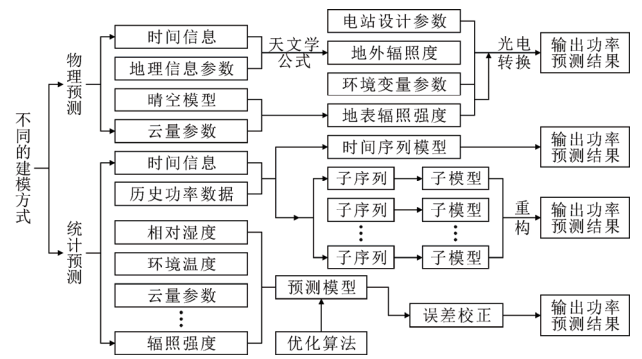 不同的建模方式
物理预测
统计预测
时间信息
地理信息参数
晴空模型
云量参数
天文学
公式
电站设计参数
地外辐照度
环境变量参数
地表辐照强度
光电
转换
输出功率
预测结果
时间信息
历史功率数据
时间序列模型
输出功率
预测结果
子序列
子模型
子序列
子模型
子序列
子模型
重构
输出功率
预测结果
相对湿度
环境温度
云量参数
辐照强度
预测模型
优化算法
误差校正
输出功率
预测结果